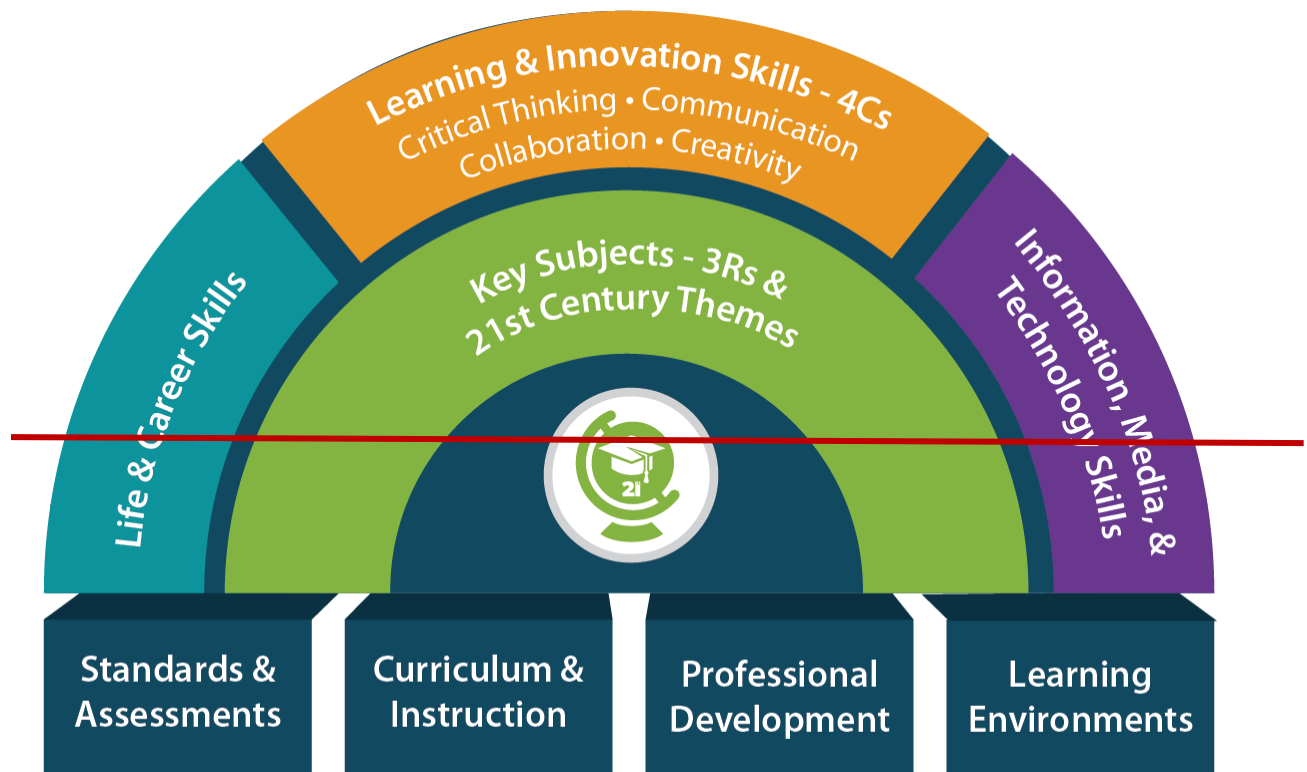 Learning & Innovation Skills - 4Cs
Critical Thinking • Communication
Collaboration • Creativity
Life & Career Skills
Key Subjects - 3Rs &
21st Century Themes
Information, Media, &
Technology Skills
21
Standards &
Assessments
Curriculum &
Instruction
Professional
Development
Learning
Environments